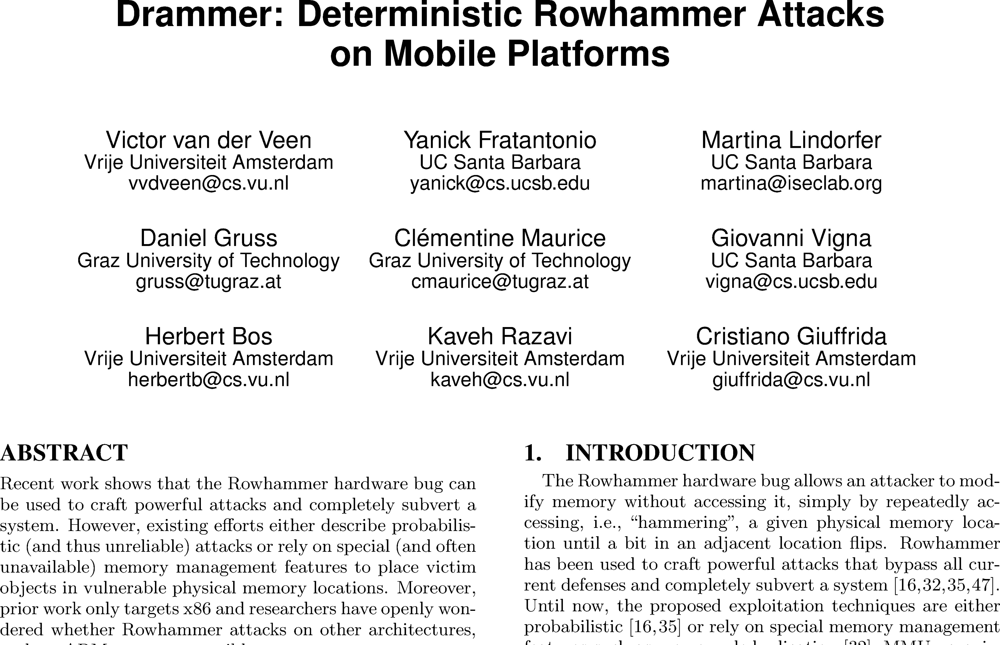 Drammer: Deterministic Rowhammer Attacks
on Mobile Platforms
Victor van der Veen
Vrije Universiteit Amsterdam
vvdveen@cs.vu.nl
Yanick Fratantonio
UC Santa Barbara
yanick@cs.ucsb.edu
Martina Lindorfer
UC Santa Barbara
martina@iseclab.org
Daniel Gruss
Graz University of Technology
gruss@tugraz.at
Clémentine Maurice
Graz University of Technology
cmaurice@tugraz.at
Giovanni Vigna
UC Santa Barbara
vigna@cs.ucsb.edu
Herbert Bos
Vrije Universiteit Amsterdam
herbertb@cs.vu.nl
Kaveh Razavi
Vrije Universiteit Amsterdam
kaveh@cs.vu.nl
Cristiano Giuffrida
Vrije Universiteit Amsterdam
giuffrida@cs.vu.nl
ABSTRACT
Recent work shows that the Rowhammer hardware bug can
be used to craft powerful attacks and completely subvert a
system. However, existing efforts either describe probabilis-
tic (and thus unreliable) attacks or rely on special (and often
unavailable) memory management features to place victim
objects in vulnerable physical memory locations. Moreover,
prior work only targets x86 and researchers have openly won-
dered whether Rowhammer attacks on other architectures,
1. INTRODUCTION
The Rowhammer hardware bug allows an attacker to mod-
ify memory without accessing it, simply by repeatedly ac-
cessing, i.e., “hammering”, a given physical memory loca-
tion until a bit in an adjacent location flips. Rowhammer
has been used to craft powerful attacks that bypass all cur-
rent defenses and completely subvert a system [16,32,35,47].
Until now, the proposed exploitation techniques are either
probabilistic [16,35] or rely on special memory management